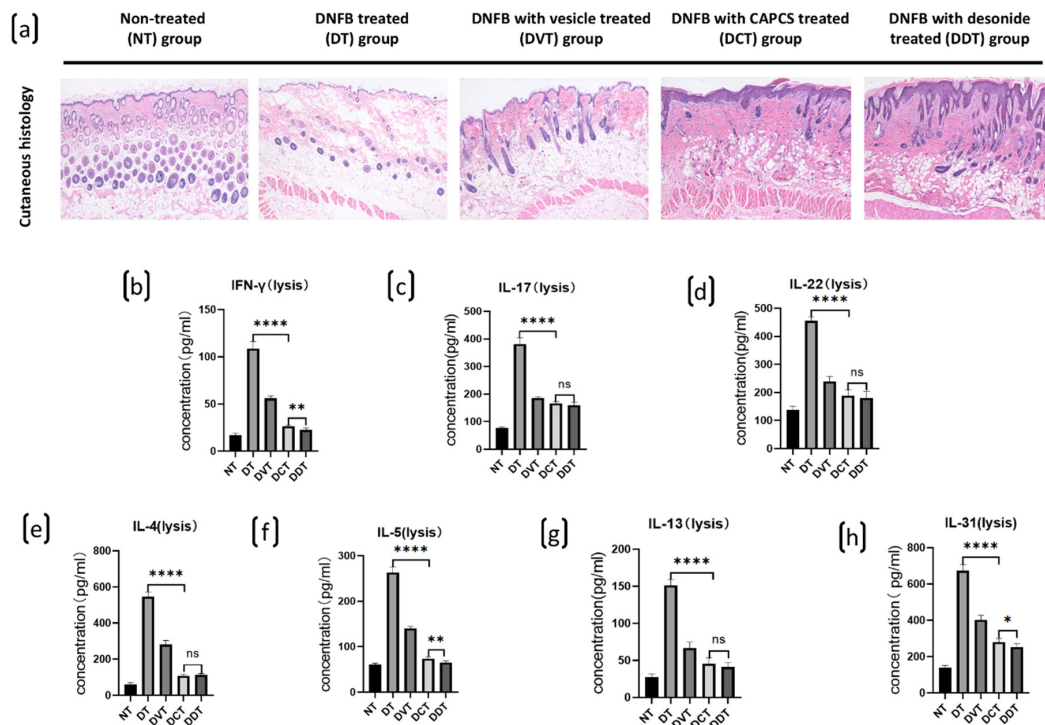 (a)
Non-treated
(NT) group
DNFB treated
(DT) group
DNFB with vesicle treated
(DVT) group
DNFB with CAPCS treated
(DCT) group
DNFB with desonide
treated (DDT) group
Cutaneous histology
(b)
IFN-γ(lysis)
concentration(pg/ml)
150
100
50
0
****
**
NT
DT
DVT
DCT
DDT
(c)
IL-17(lysis)
concentration(pg/ml)
500
400
300
200
100
0
****
ns
NT
DT
DVT
DCT
DDT
(d)
IL-22(lysis)
concentration(pg/ml)
500
400
300
200
100
0
****
ns
NT
DT
DVT
DCT
DDT
(e)
IL-4(lysis)
concentration (pg/ml)
800
600
400
200
0
****
ns
NT
DT
DVT
DCT
DDT
(f)
IL-5(lysis)
concentration (pg/ml)
300
200
100
0
****
**
NT
DT
DVT
DCT
DDT
(g)
IL-13(lysis)
concentration(pg/ml)
200
150
100
50
0
****
ns
NT
DT
DVT
DCT
DDT
(h)
IL-31(lysis)
concentration ( pg/ml)
800
600
400
200
0
****
*
NT
DT
DVT
DCT
DDT